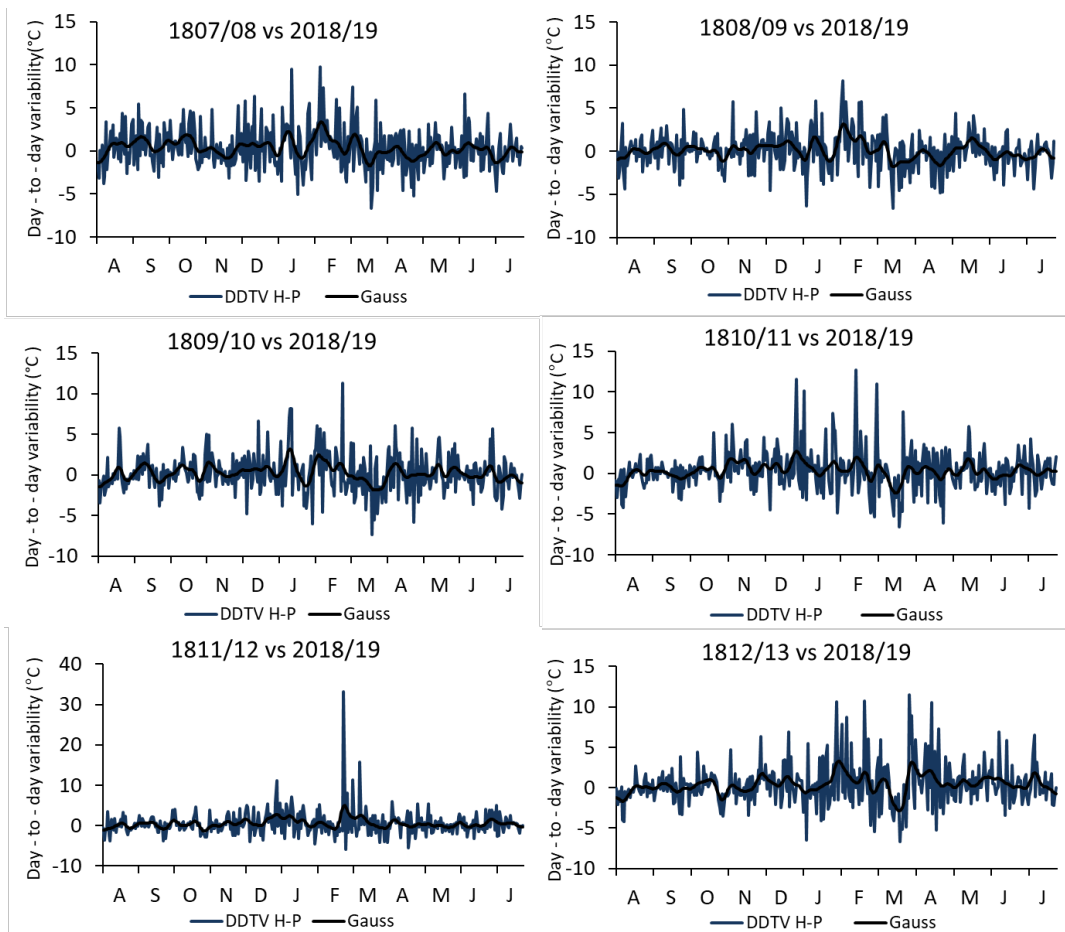 1807/08 vs 2018/19
Day - to - day variability(°C)
15
10
5
0
-5
-10
A S O N D J F M A M J J
DDTV H-P Gauss
1808/09 vs 2018/19
Day - to - day variability (°C)
15
10
5
0
-5
-10
A S O N D J F M A M J J
DDTV H-P Gauss
1809/10 vs 2018/19
Day - to - day variability (°C )
15
10
5
0
-5
-10
A S O N D J F M A M J J
DDTV H-P Gauss
1810/11 vs 2018/19
Day - to - day variability (°C )
15
10
5
0
-5
-10
A S O N D J F M A M J J
DDTV H-P Gauss
1811/12 vs 2018/19
Day - to - day variability (°C )
40
30
20
10
0
-10
A S O N D J F M A M J J
DDTV H-P Gauss
1812/13 vs 2018/19
Day - to - day variability (°C )
15
10
5
0
-5
-10
A S O N D J F M A M J J
DDTV H-P Gauss